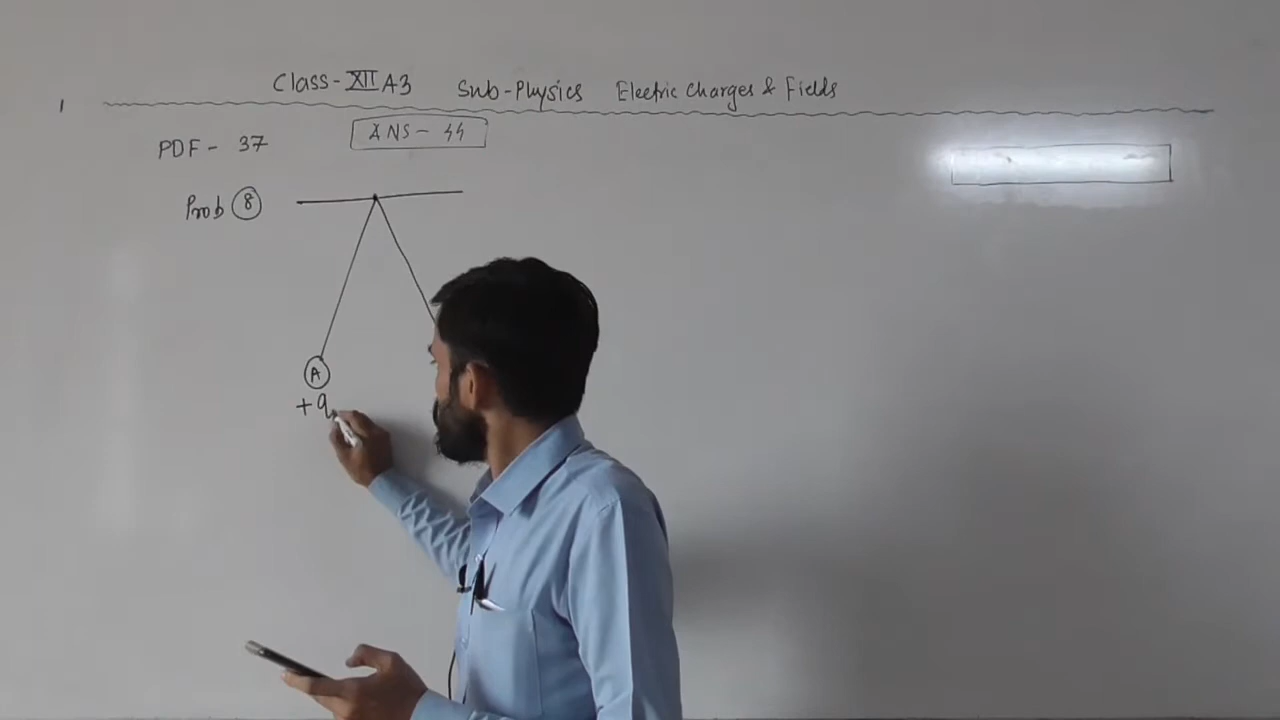 Class-XII A3 Sub-Physics Electric Charges & Fields
1
PDF - 37
Prob 8
A
+q